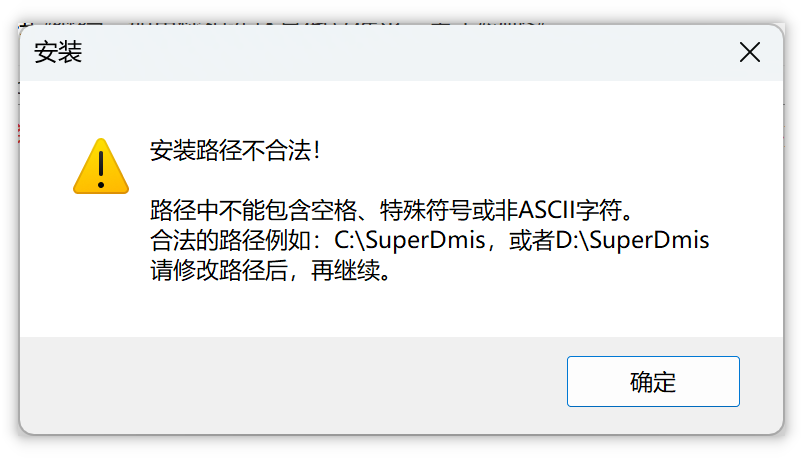 安装
安装路径不合法！
路径中不能包含空格、特殊符号或非ASCII字符。
合法的路径例如：C:\SuperDmis，或者D:\SuperDmis
请修改路径后，再继续。
确定